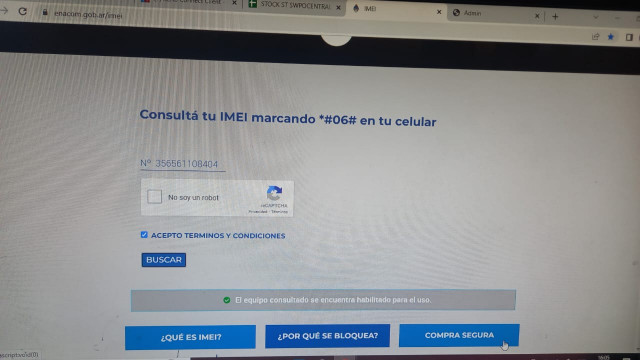 enacom.gob.ar/imei
STOCK ST SWPOCENTRAL
IMEI
Admin
Consultá tu IMEI marcando *#06# en tu celular
Nº 356561108404
No soy un robot
reCAPTCHA
Privacidad - Términos
ACEPTO TERMINOS Y CONDICIONES
BUSCAR
El equipo consultado se encuentra habilitado para el uso.
¿QUÉ ES IMEI?
¿POR QUÉ SE BLOQUEA?
COMPRA SEGURA